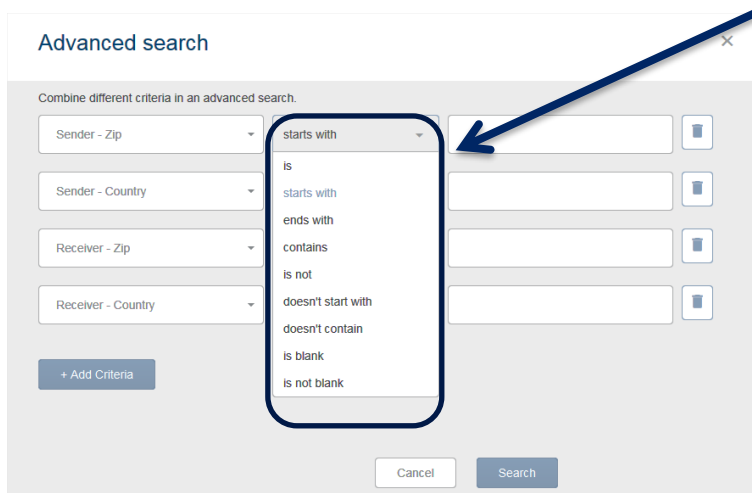 Advanced search
×
Combine different criteria in an advanced search.
Sender - Zip
starts with
is
starts with
Sender - Country
ends with
contains
Receiver - Zip
is not
doesn't start with
Receiver - Country
doesn't contain
is blank
is not blank
+ Add Criteria
Cancel
Search